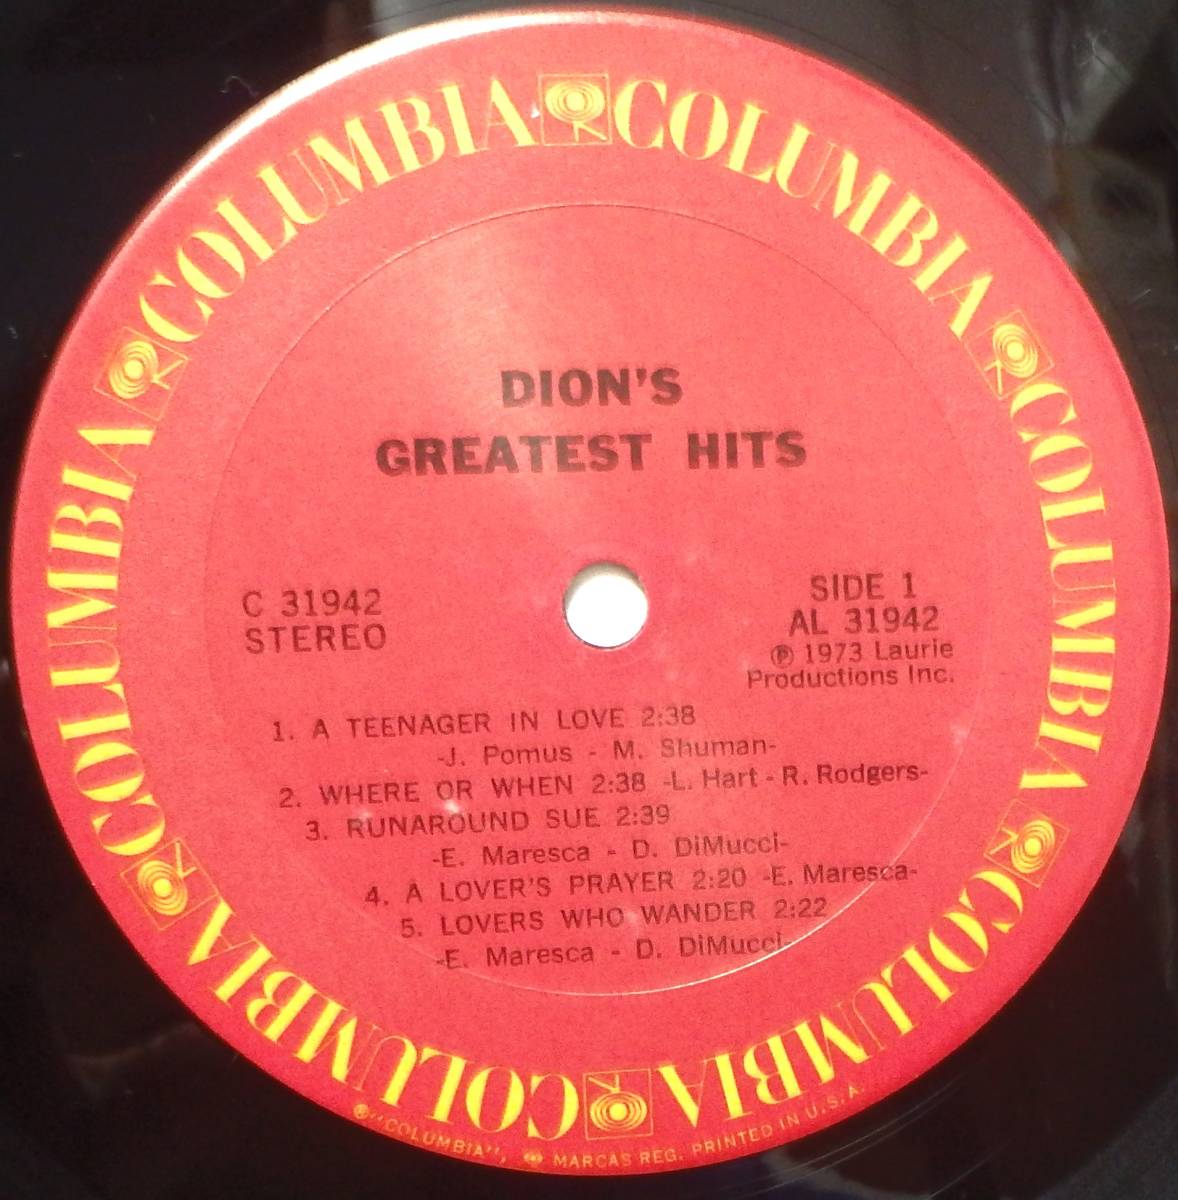 COLUMBIA COLUMBIA COLUMBIA COLUMBIA COLUMBIA COLUMBIA
DION'S
GREATEST HITS
C 31942
STEREO
SIDE 1
AL 31942
Ⓟ 1973 Laurie
Productions Inc.
1. A TEENAGER IN LOVE 2:38
-J. Pomus - M. Shuman-
2. WHERE OR WHEN 2:38 -L. Hart - R. Rodgers-
3. RUNAROUND SUE 2:39
-E. Maresca - D. DiMucci-
4. A LOVER'S PRAYER 2:20 -E. Maresca-
5. LOVERS WHO WANDER 2:22
-E. Maresca - D. DiMucci-
® "COLUMBIA", MARCAS REG. PRINTED IN U.S.A.